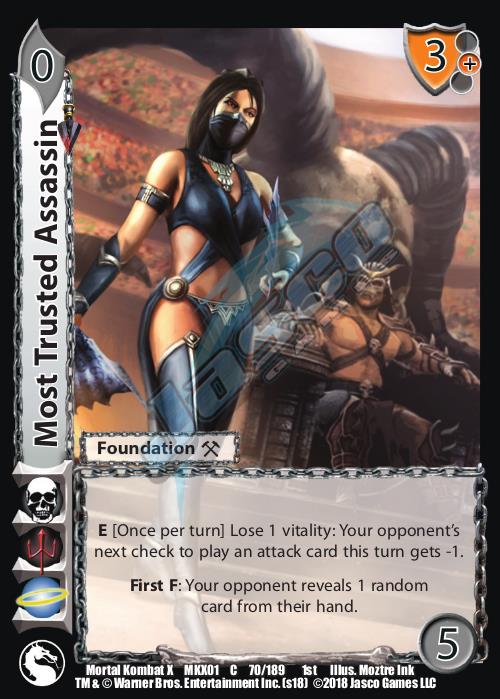 0
3
+
Most Trusted Assassin
Jasco
Foundation
E [Once per turn] Lose 1 vitality: Your opponent's
next check to play an attack card this turn gets -1.
First F: Your opponent reveals 1 random
card from their hand.
5
Mortal Kombat X MKX01 C 70/189 1st Illus. Moztre Ink
TM & © Warner Bros. Entertainment Inc. (s18) ©2018 Jasco Games LLC